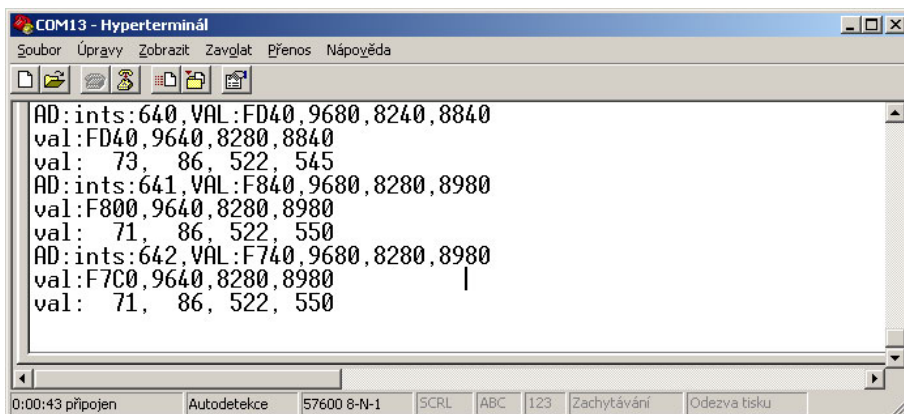 COM13 - Hyperterminál
Soubor Úpravy Zobrazit Zavolat Přenos Nápověda
AD:ints:640,VAL:FD40,9680,8240,8840
val:FD40,9640,8280,8840
val:  73,  86, 522, 545
AD:ints:641,VAL:F840,9680,8280,8980
val:F800,9640,8280,8980
val:  71,  86, 522, 550
AD:ints:642,VAL:F740,9680,8280,8980
val:F7C0,9640,8280,8980
val:  71,  86, 522, 550
0:00:43 připojen Autodetekce 57600 8-N-1 SCRL ABC 123 Zachytávání Odezva tisku